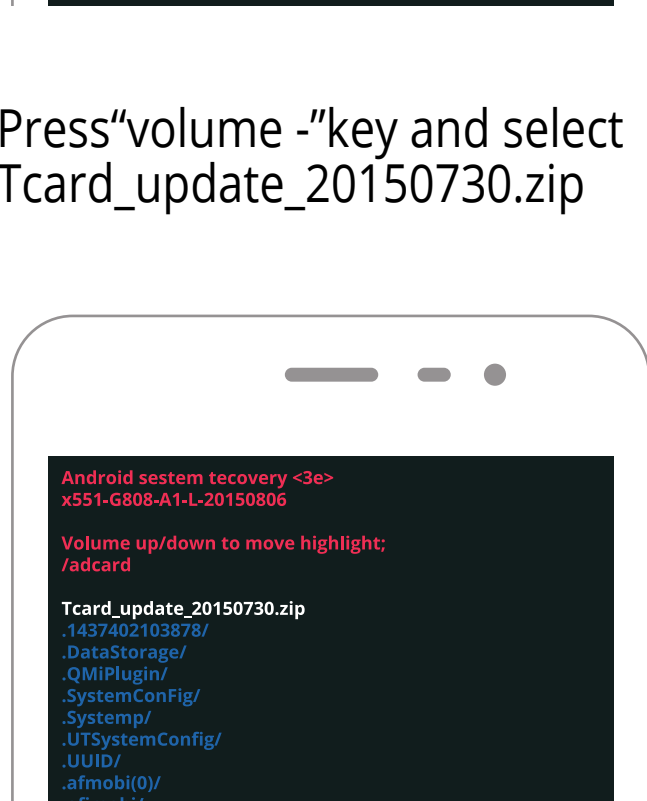 Press“volume -”key and select
Tcard_update_20150730.zip
Android sestem tecovery <3e>
x551-G808-A1-L-20150806
Volume up/down to move highlight;
/adcard
Tcard_update_20150730.zip
.1437402103878/
.DataStorage/
.QMiPlugin/
.SystemConFig/
.Systemp/
.UTSystemConfig/
.UUID/
.afmobi(0)/